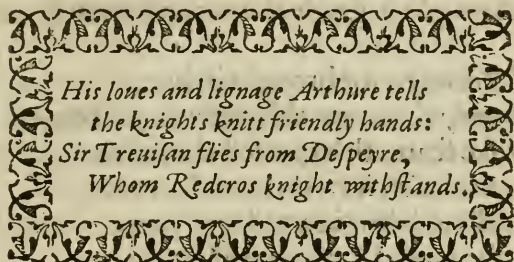 His loues and lignage Arthure tells
the knights knitt friendly bands:
Sir Treuiſan flies from Deſpeyre,
Whom Redcros knight withſtands.